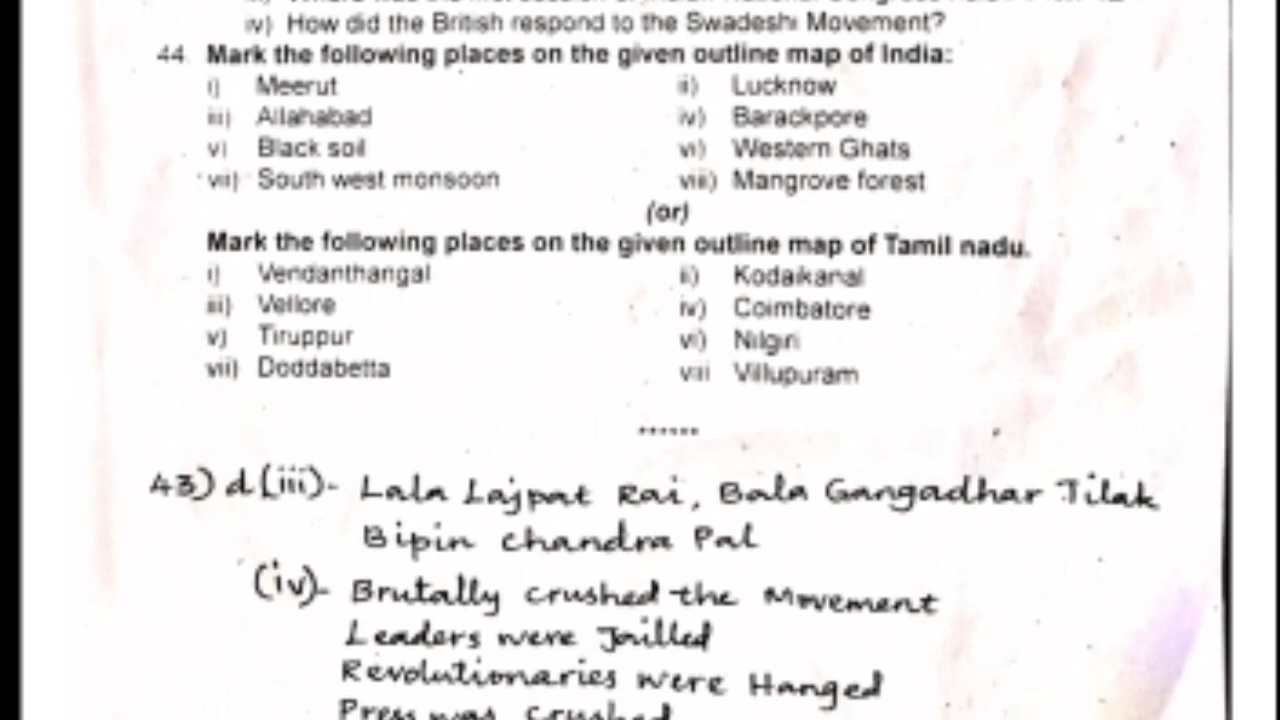 iv) How did the British respond to the Swadeshi Movement?
44. Mark the following places on the given outline map of India:
i) Meerut ii) Lucknow
iii) Allahabad iv) Barackpore
v) Black soil vi) Western Ghats
vii) South west monsoon viii) Mangrove forest
(or)
Mark the following places on the given outline map of Tamil nadu.
i) Vendanthangal ii) Kodaikanal
iii) Vellore iv) Coimbatore
v) Tiruppur vi) Nilgiri
vii) Doddabetta viii Villupuram
******
43) d(iii)- Lala Lajpat Rai, Bala Gangadhar Tilak
Bipin chandra Pal
(iv)- Brutally crushed the Movement
Leaders were Jailled
Revolutionaries were Hanged
Press was crushed